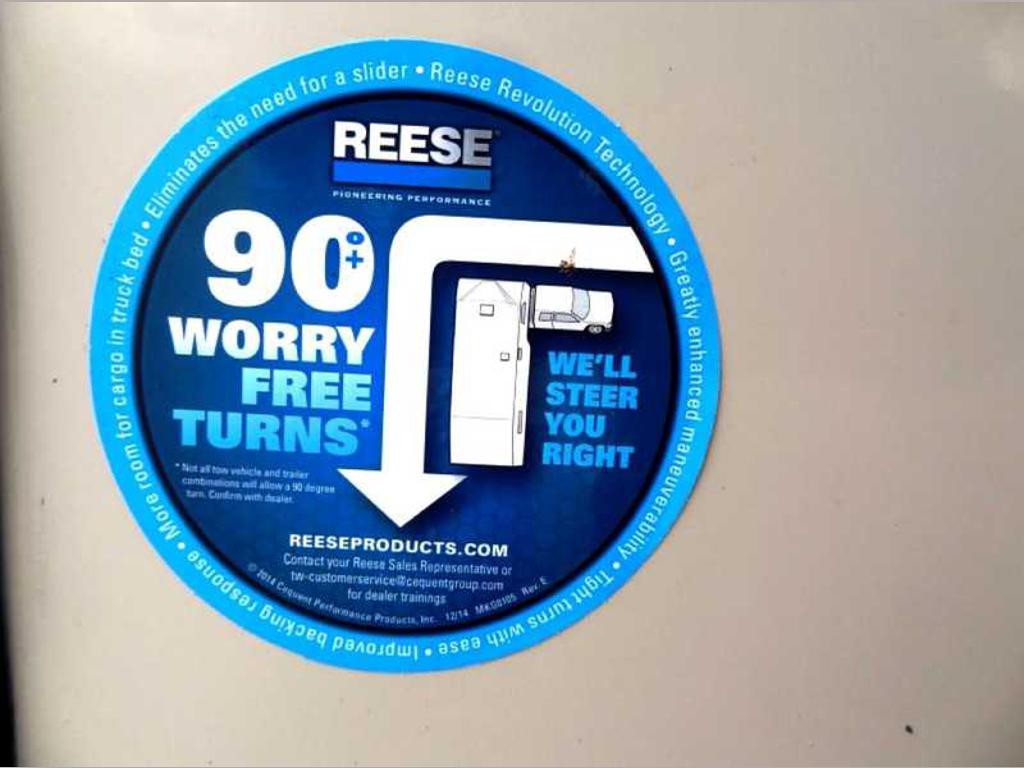 Eliminates the need for a slider • Reese Revolution Technology • Greatly enhanced maneuverability • Tight turns with ease • Improved backing response • More room for cargo in truck bed •
REESE
PIONEERING PERFORMANCE
90°+
WORRY
FREE
TURNS*
* Not all tow vehicle and trailer
combinations will allow a 90 degree
turn. Confirm with dealer.
WE'LL
STEER
YOU
RIGHT
REESEPRODUCTS.COM
Contact your Reese Sales Representative or
tw-customerservice@cequentgroup.com
for dealer trainings
© 2014 Cequent Performance Products, Inc. 12/14 MKG0105 Rev. E